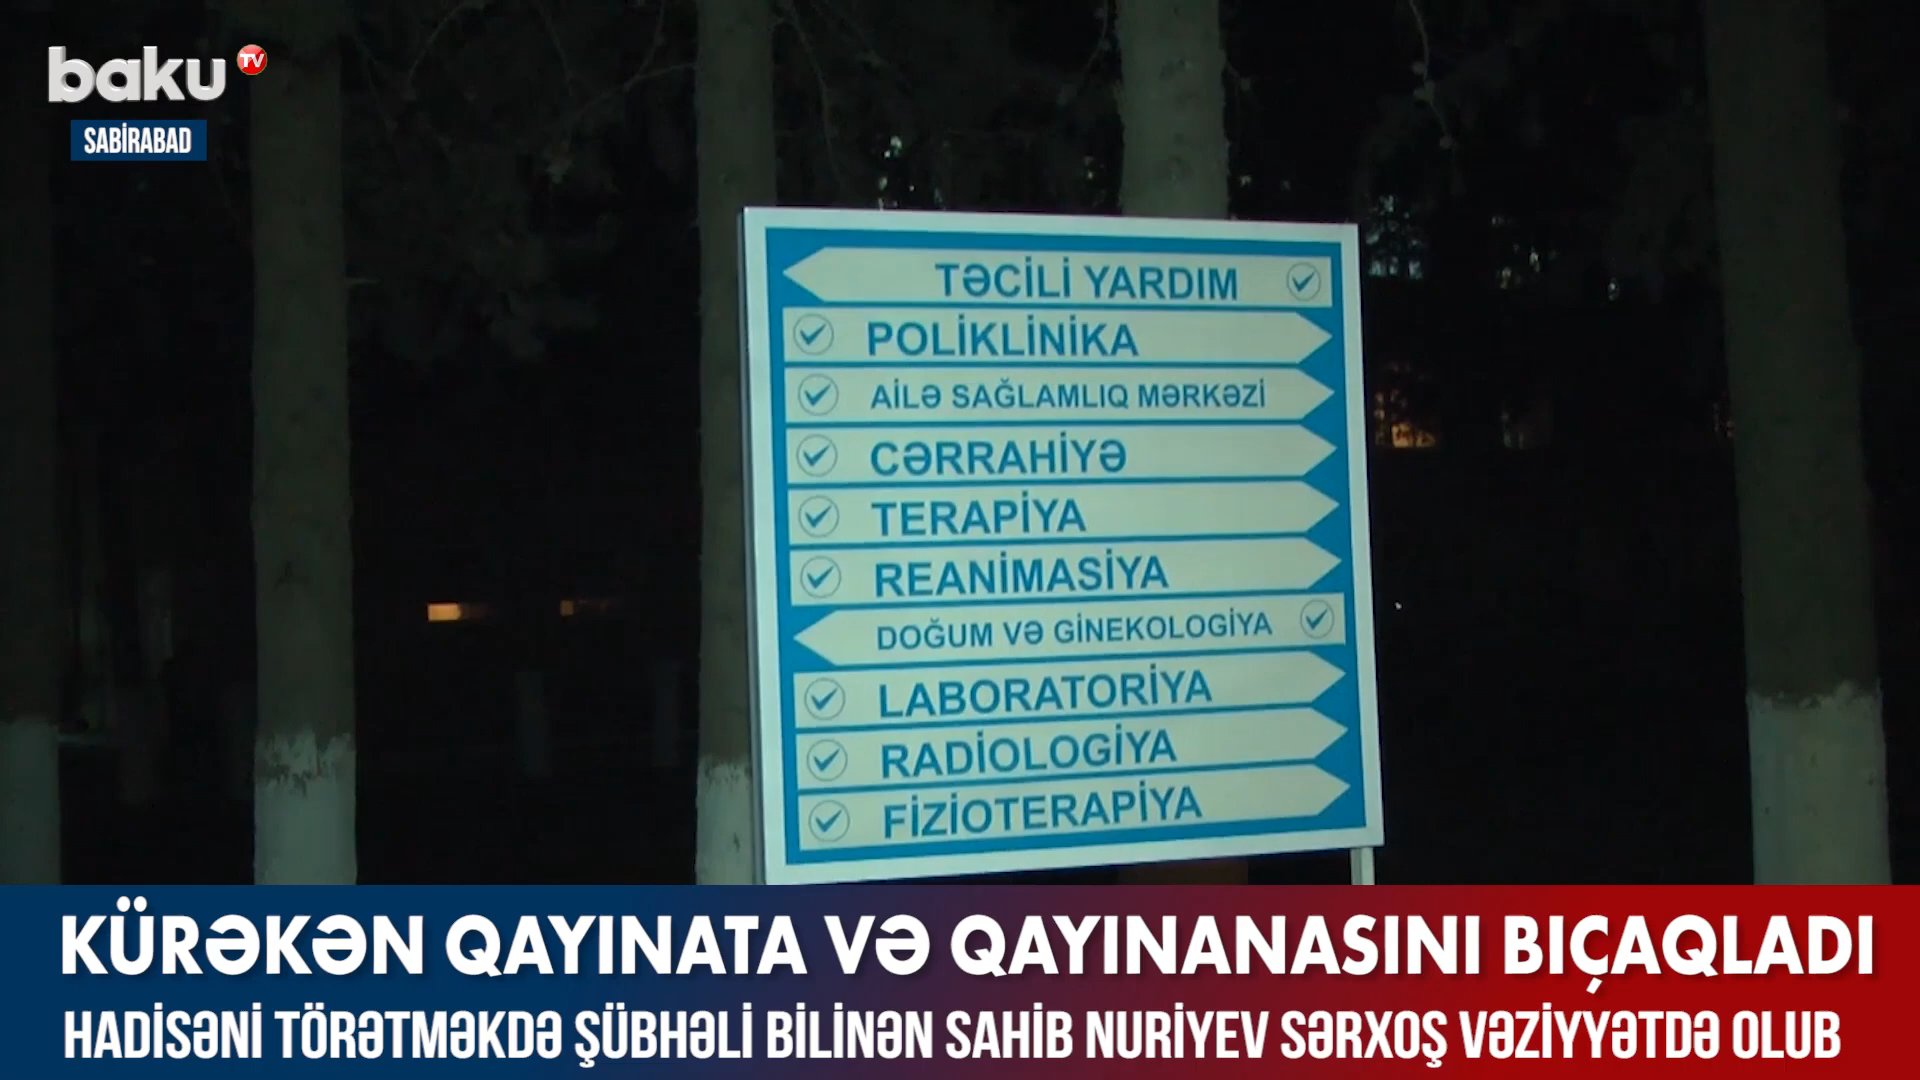 baku TV
SABİRABAD
TƏCİLİ YARDIM
POLİKLİNİKA
AİLƏ SAĞLAMLIQ MƏRKƏZİ
CƏRRAHİYƏ
TERAPİYA
REANİMASİYA
DOĞUM VƏ GİNEKOLOGİYA
LABORATORİYA
RADİOLOGİYA
FİZİOTERAPİYA
KÜRƏKƏN QAYINATA VƏ QAYINANASINI BIÇAQLADI
HADİSƏNİ TÖRƏTMƏKDƏ ŞÜBHƏLİ BİLİNƏN SAHİB NURİYEV SƏRXOŞ VƏZİYYƏTDƏ OLUB